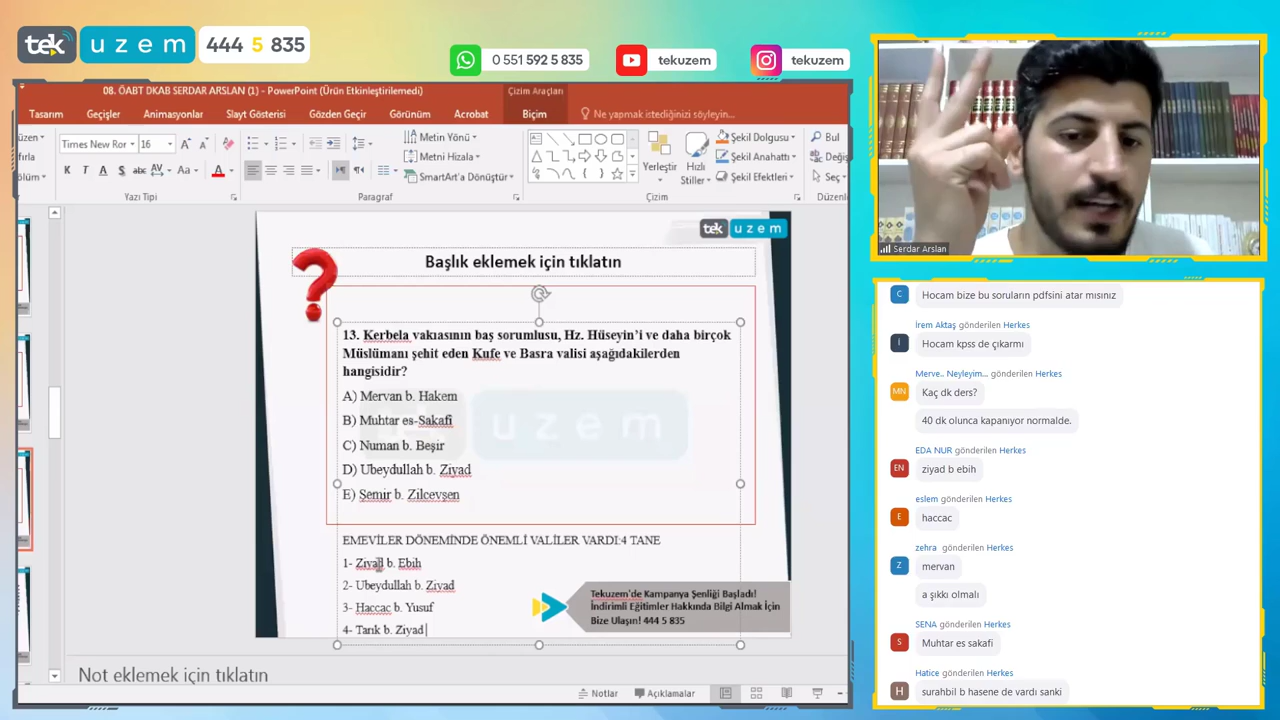 tek uzem 444 5 835
0 551 592 5 835
tekuzem
tekuzem
08. ÖABT DKAB SERDAR ARSLAN (1) - PowerPoint (Ürün Etkinleştirilemedi)
Çizim Araçları
Tasarım Geçişler Animasyonlar Slayt Gösterisi Gözden Geçir Görünüm Acrobat Biçim Ne yapmak istediğinizi söyleyin...
Times New Ror 16
Metin Yönü
Metni Hizala
SmartArt'a Dönüştür
Yerleştir
Hızlı
Stiller
Şekil Dolgusu
Şekil Anahattı
Şekil Efektleri
Bul
Değiş
Seç
Yazı Tipi Paragraf Çizim Düzenle
tek uzem
Başlık eklemek için tıklatın
13. Kerbela vakıasının baş sorumlusu, Hz. Hüseyin'i ve daha birçok
Müslümanı şehit eden Kufe ve Basra valisi aşağıdakilerden
hangisidir?
A) Mervan b. Hakem
B) Muhtar es-Sakafi
C) Numan b. Beşir
D) Ubeydullah b. Ziyad
E) Şemir b. Zilcevşen
uzem
EMEVİLER DÖNEMİNDE ÖNEMLİ VALİLER VARDI:4 TANE
1- Ziyad b. Ebih
2- Ubeydullah b. Ziyad
3- Haccac b. Yusuf
4- Tarık b. Ziyad
Tekuzem'de Kampanya Şenliği Başladı!
İndirimli Eğitimler Hakkında Bilgi Almak İçin
Bize Ulaşın! 444 5 835
Not eklemek için tıklatın
Notlar Açıklamalar
Serdar Arslan
C Hocam bize bu soruların pdfsini atar mısınız
İrem Aktaş gönderilen Herkes
İ Hocam kpss de çıkarmı
Merve.. Neyleyim... gönderilen Herkes
MN Kaç dk ders?
40 dk olunca kapanıyor normalde.
EDA NUR gönderilen Herkes
EN ziyad b ebih
eslem gönderilen Herkes
E haccac
zehra gönderilen Herkes
Z mervan
a şıkkı olmalı
SENA gönderilen Herkes
S Muhtar es sakafi
Hatice gönderilen Herkes
H surahbil b hasene de vardı sanki